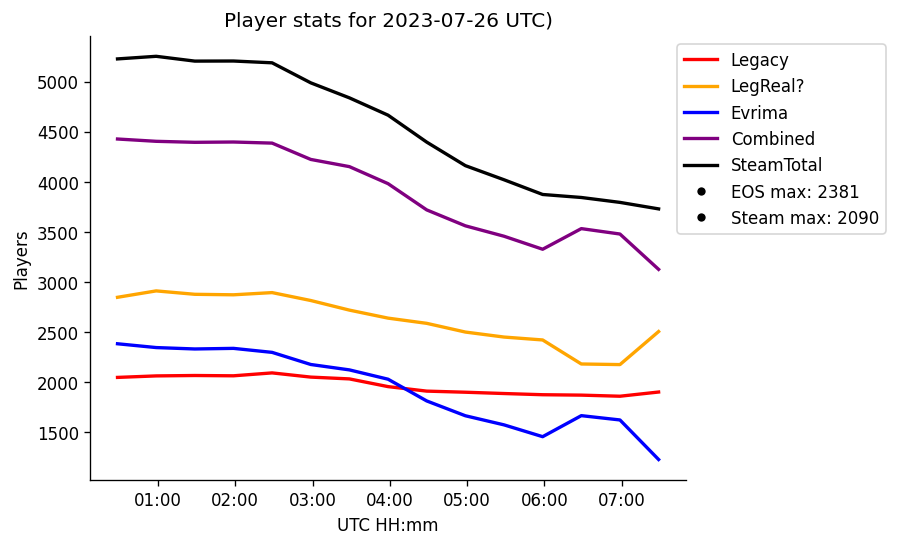 Player stats for 2023-07-26 UTC)
Legacy
LegReal?
Evrima
Combined
SteamTotal
EOS max: 2381
Steam max: 2090
5000
4500
4000
3500
3000
2500
2000
1500
Players
01:00 02:00 03:00 04:00 05:00 06:00 07:00
UTC HH:mm